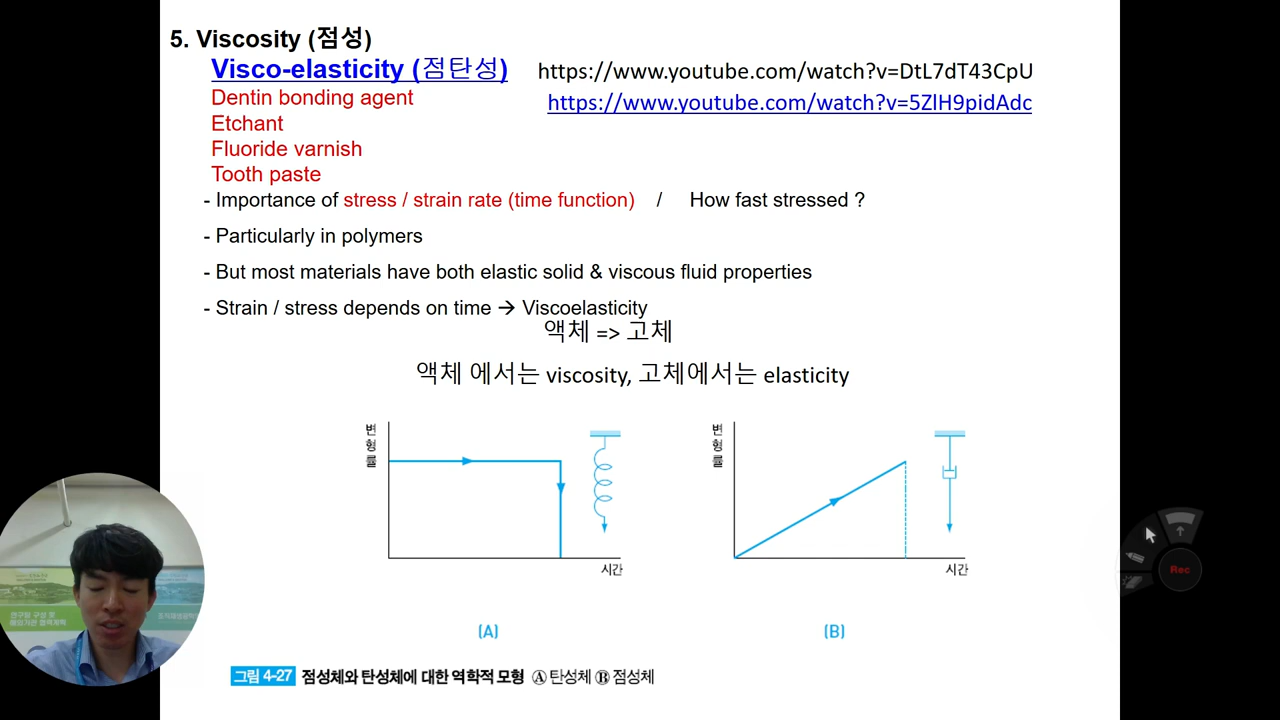 5. Viscosity (점성)
Visco-elasticity (점탄성)
https://www.youtube.com/watch?v=DtL7dT43CpU
Dentin bonding agent
https://www.youtube.com/watch?v=5ZlH9pidAdc
Etchant
Fluoride varnish
Tooth paste
- Importance of stress / strain rate (time function) / How fast stressed ?
- Particularly in polymers
- But most materials have both elastic solid & viscous fluid properties
- Strain / stress depends on time → Viscoelasticity
액체 => 고체
액체 에서는 viscosity, 고체에서는 elasticity
변형률
시간
(A)
변형률
시간
(B)
Rec
그림 4-27 점성체와 탄성체에 대한 역학적 모형 Ⓐ 탄성체 Ⓑ 점성체